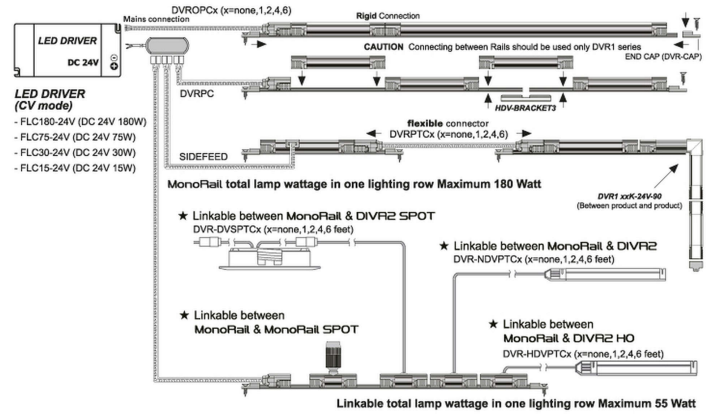 DVROPCx (x=none,1,2,4,6)
Rigid Connection
Mains connection
LED DRIVER
DC 24V
CAUTION Connecting between Rails should be used only DVR1 series
END CAP (DVR-CAP)
DVRPC
HDV-BRACKET3
LED DRIVER
(CV mode)
- FLC180-24V (DC 24V 180W)
- FLC75-24V (DC 24V 75W)
- FLC30-24V (DC 24V 30W)
- FLC15-24V (DC 24V 15W)
flexible connector
DVRPTCx (x=none,1,2,4,6)
SIDEFEED
MonoRail total lamp wattage in one lighting row Maximum 180 Watt
DVR1 xxK-24V-90
(Between product and product)
★ Linkable between MonoRail & DIVR2 SPOT
DVR-DVSPTCx (x=none,1,2,4,6 feet)
★ Linkable between MonoRail & DIVR2
DVR-NDVPTCx (x=none,1,2,4,6 feet)
★ Linkable between
MonoRail & MonoRail SPOT
★ Linkable between
MonoRail & DIVR2 HO
DVR-HDVPTCx (x=none,1,2,4,6 feet)
Linkable total lamp wattage in one lighting row Maximum 55 Watt